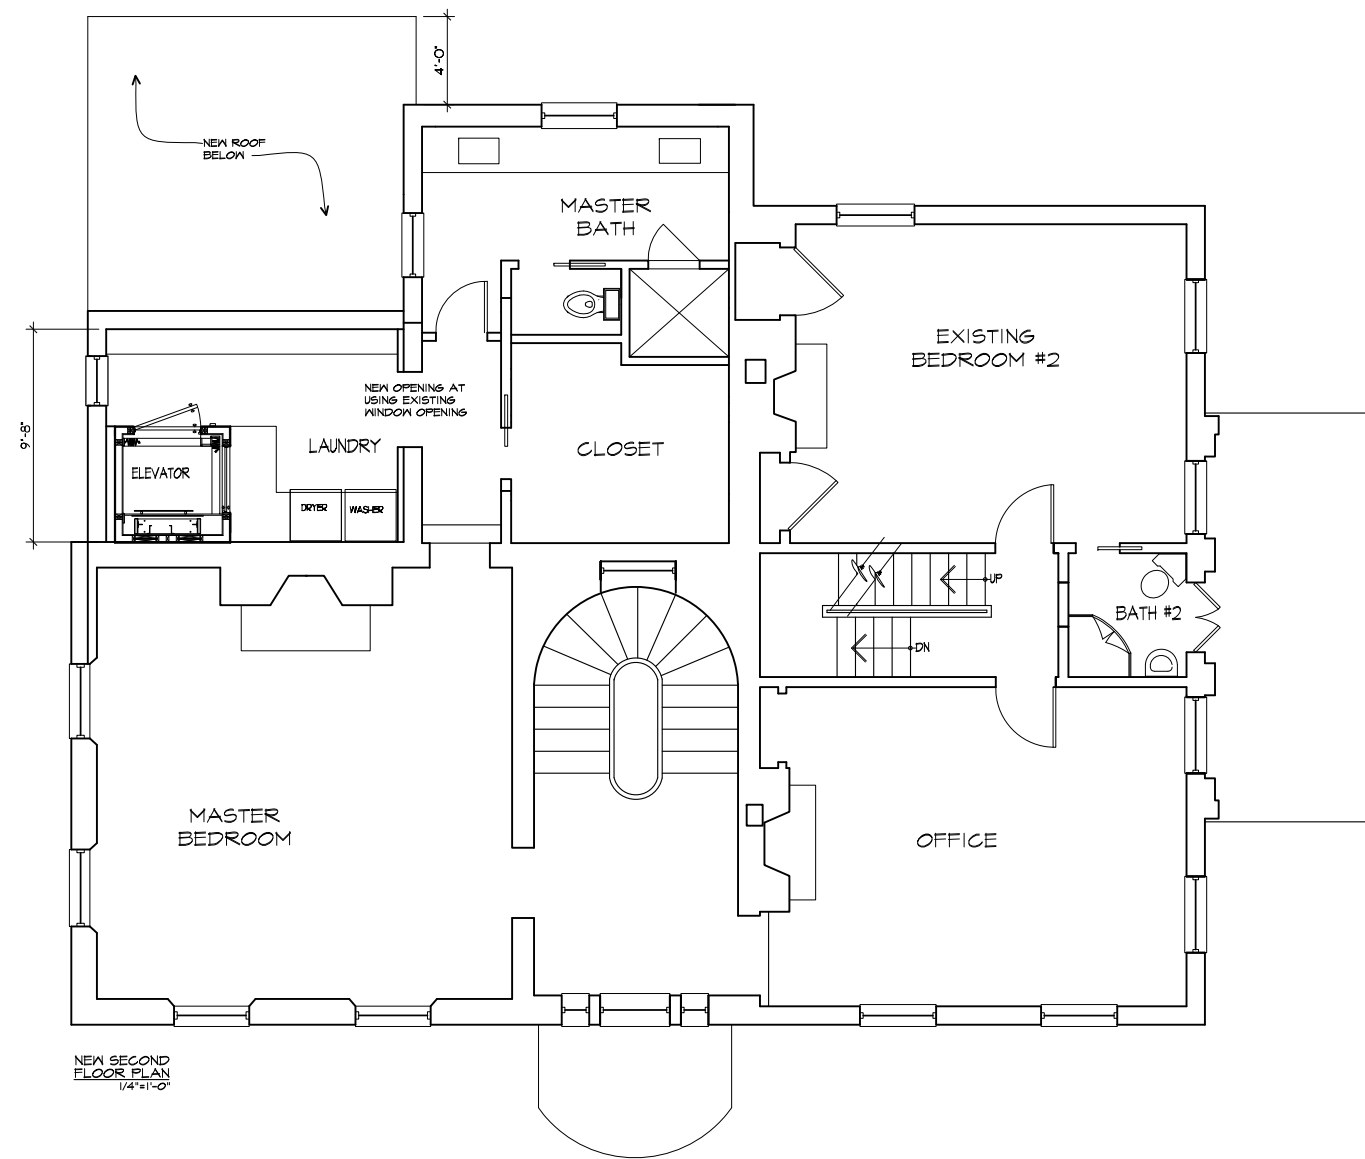 4'-0"
NEW ROOF
BELOW
MASTER
BATH
EXISTING
BEDROOM #2
NEW OPENING AT
USING EXISTING
WINDOW OPENING
9'-8"
LAUNDRY
CLOSET
ELEVATOR
DRYER
WASHER
UP
BATH #2
DN
MASTER
BEDROOM
OFFICE
NEW SECOND
FLOOR PLAN
1/4"=1'-0"